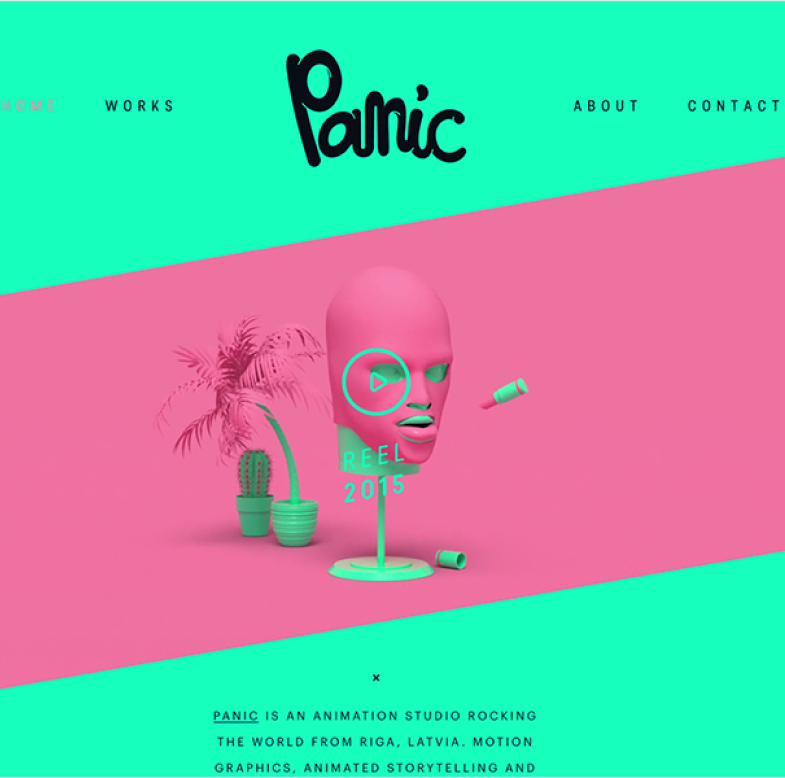 HOME WORKS Panic ABOUT CONTACT
REEL
2015
×
PANIC IS AN ANIMATION STUDIO ROCKING
THE WORLD FROM RIGA, LATVIA. MOTION
GRAPHICS, ANIMATED STORYTELLING AND